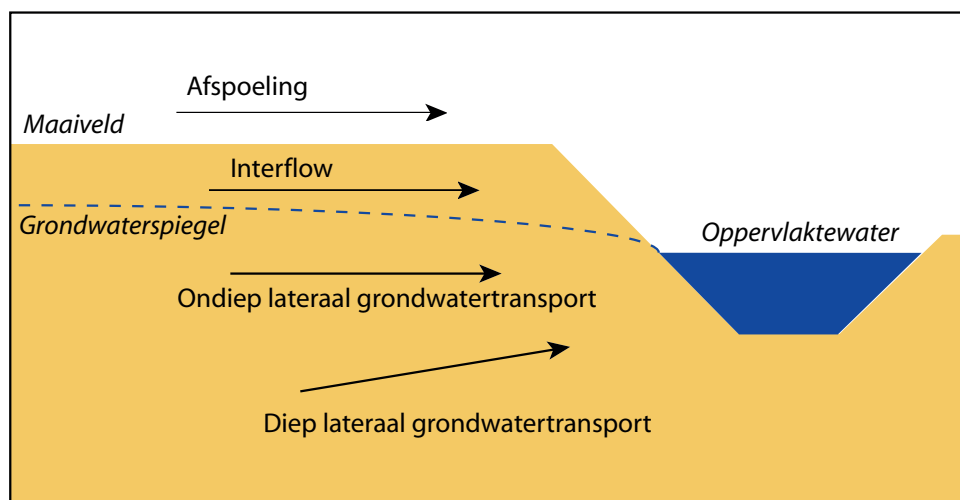 Afspoeling
Maaiveld
Interflow
Grondwaterspiegel
Oppervlaktewater
Ondiep lateraal grondwatertransport
Diep lateraal grondwatertransport